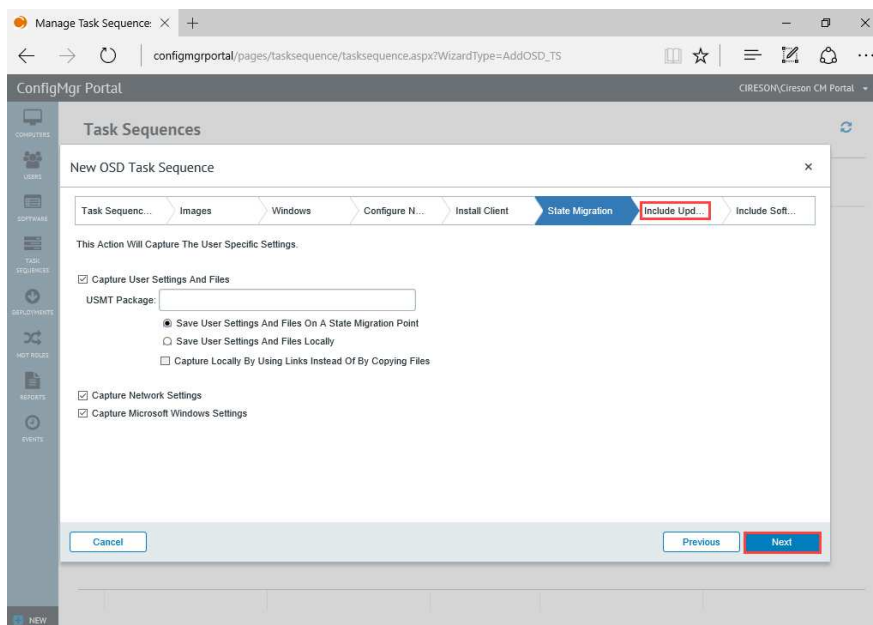 Manage Task Sequence:
configmgrportal/pages/tasksequence/tasksequence.aspx?WizardType=AddOSD_TS
ConfigMgr Portal
CIRESON\Cireson CM Portal
COMPUTERS
USERS
SOFTWARE
TASK
SEQUENCES
DEPLOYMENTS
HOT ROLES
REPORTS
EVENTS
NEW
Task Sequences
New OSD Task Sequence
Task Sequenc...
Images
Windows
Configure N...
Install Client
State Migration
Include Upd...
Include Soft...
This Action Will Capture The User Specific Settings.
Capture User Settings And Files
USMT Package:
Save User Settings And Files On A State Migration Point
Save User Settings And Files Locally
Capture Locally By Using Links Instead Of By Copying Files
Capture Network Settings
Capture Microsoft Windows Settings
Cancel
Previous
Next